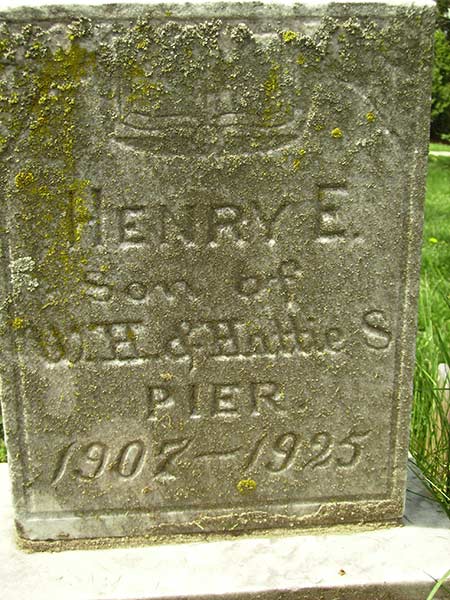 HENRY E.
Son of
W. H. & Hattie S
PIER
1907-1925